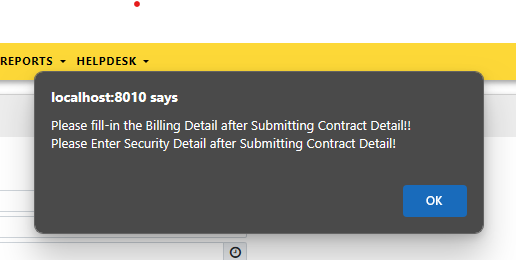 REPORTS HELPDESK
localhost:8010 says
Please fill-in the Billing Detail after Submitting Contract Detail!!
Please Enter Security Detail after Submitting Contract Detail!
OK